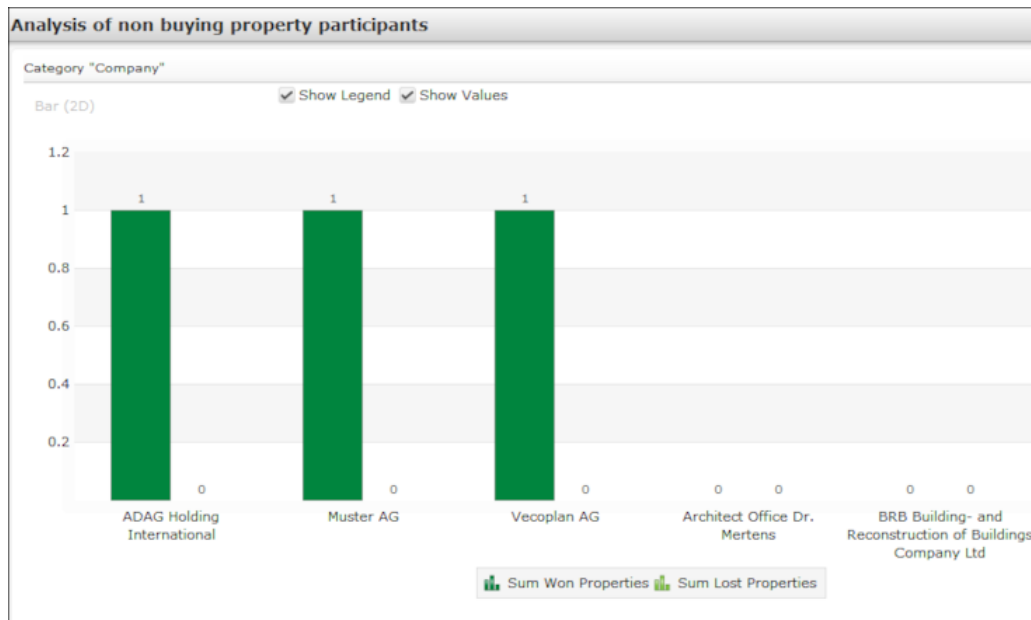 Analysis of non buying property participants
Category "Company"
Bar (2D)
Show Legend Show Values
1.2
1
0.8
0.6
0.4
0.2
1 0 1 0 1 0 0 0 0 0
ADAG Holding International
Muster AG
Vecoplan AG
Architect Office Dr. Mertens
BRB Building- and Reconstruction of Buildings Company Ltd
Sum Won Properties Sum Lost Properties